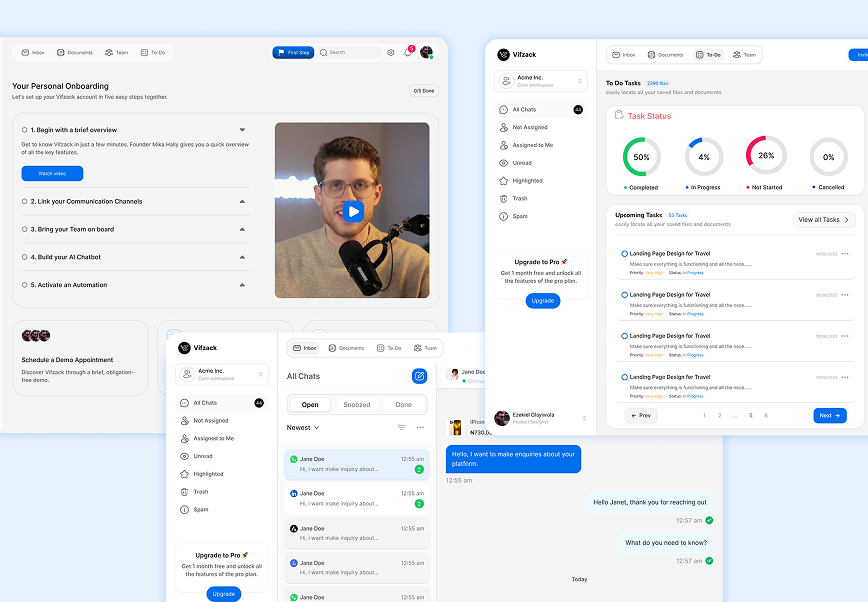 Inbox
Documents
Team
To-Do
First Step
Search
5
Your Personal Onboarding
Let's set up your Vifzack account in five easy steps together.
0/5 Done
1. Begin with a brief overview
Get to know Vifzack in just a few minutes. Founder Mika Hally gives you a quick overview
of all the key features.
Watch video
2. Link your Communication Channels
3. Bring your Team on board
4. Build your AI Chatbot
5. Activate an Automation
Schedule a Demo Appointment
Discover Vifzack through a brief, obligation-
free demo.
Vifzack
Acme Inc.
Core workspace
All Chats
44
Not Assigned
Assigned to Me
Unread
Highlighted
Trash
Spam
Upgrade to Pro 🚀
Get 1 month free and unlock all
the features of the pro plan.
Upgrade
Ezekiel Olayiwola
Product Designer
Inbox
Documents
To-Do
Team
To Do Tasks
2390 files
easily locate all your saved files and documents
Task Status
50%
4%
26%
0%
Completed
In Progress
Not Started
Cancelled
Upcoming Tasks
53 Tasks
easily locate all your saved files and documents
View all Tasks
Landing Page Design for Travel
19/08/2023
Make sure everything is functioning and all the nece......
Priority: Very High
Status: In Progress
Landing Page Design for Travel
19/08/2023
Make sure everything is functioning and all the nece......
Priority: Very High
Status: In Progress
Landing Page Design for Travel
19/08/2023
Make sure everything is functioning and all the nece......
Priority: Very High
Status: In Progress
Landing Page Design for Travel
19/08/2023
Make sure everything is functioning and all the nece......
Priority: Very High
Status: In Progress
← Prev
1 2 ... 5 6
Next →
Vifzack
Acme Inc.
Core workspace
All Chats
44
Not Assigned
Assigned to Me
Unread
Highlighted
Trash
Spam
Upgrade to Pro 🚀
Get 1 month free and unlock all
the features of the pro plan.
Upgrade
Inbox
Documents
To-Do
Team
All Chats
Open
Snoozed
Done
Newest
Jane Doe
12:55 am
Hi, i want make inquiry about...
2
Jane Doe
12:55 am
Hi, i want make inquiry about...
2
Jane Doe
12:55 am
Hi, i want make inquiry about...
Jane Doe
12:55 am
Hi, i want make inquiry about...
Jane Doe
12:55 am
Jane Doe
Online
₦730,00
Hello, I want to make enquiries about your
platform.
12:55 am
Hello Janet, thank you for reaching out
12:57 am
What do you need to know?
12:57 am
Today